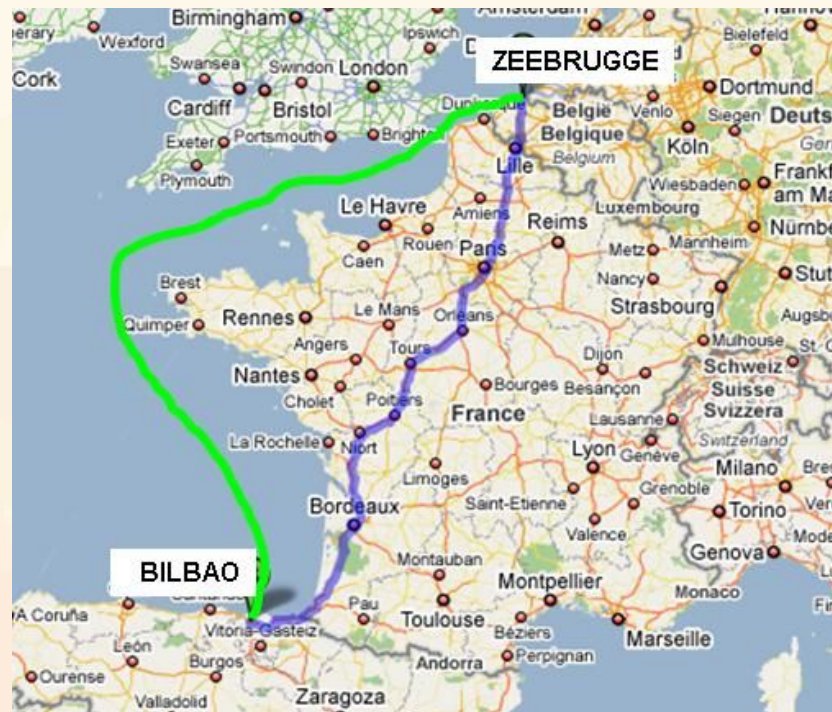 Birmingham
Amsterdam
Hannover
Wexford
Ipswich
Bielefeld
Cork
Swansea
Swindon
London
ZEEBRUGGE
Dortmund
Cardiff
Bristol
Dunkerque
België
Belgique
Belgium
Venlo
Siegen
Deuts
Exeter
Portsmouth
Brighton
Lille
Köln
Plymouth
Wiesbaden
Frankf
am Ma
Le Havre
Amiens
Luxembourg
Rouen
Reims
Mannheim
Nürnbe
Caen
Paris
Metz
Brest
Nancy
Stut
Quimper
Rennes
Le Mans
Orléans
Strasbourg
Augsbu
Angers
Tours
Dijon
Mulhouse
Nantes
Bourges
Besançon
Schweiz
Suisse
Svizzera
Cholet
Poitiers
France
Lausanne
Switzerland
La Rochelle
Niort
Lyon
Genève
Limoges
Milano
Saint-Etienne
Grenoble
Torino
Bordeaux
Valence
Genova
BILBAO
Montauban
Montpellier
Monaco
A Coruña
Vitoria-Gasteiz
Pau
Toulouse
Béziers
Marseille
León
Burgos
Andorra
Perpignan
Ourense
Valladolid
Zaragoza